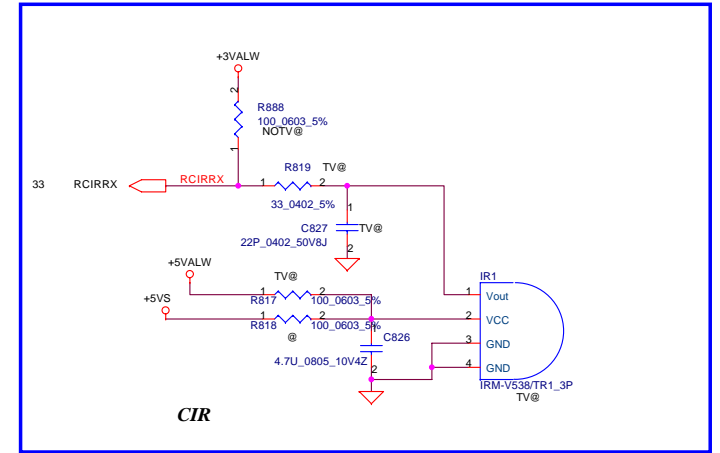 +3VALW
2
R888
100_0603_5%
NOTV@
1
33 RCIRRX RCIRRX 1 R819 2 TV@
33_0402_5%
1
C827 TV@
22P_0402_50V8J
2
+5VALW
+5VS
TV@
1 2
R817 100_0603_5%
1 2
R818 @ 100_0603_5%
1
C826
4.7U_0805_10V4Z
2
IR1
1 Vout
2 VCC
3 GND
4 GND
IRM-V538/TR1_3P
TV@
CIR